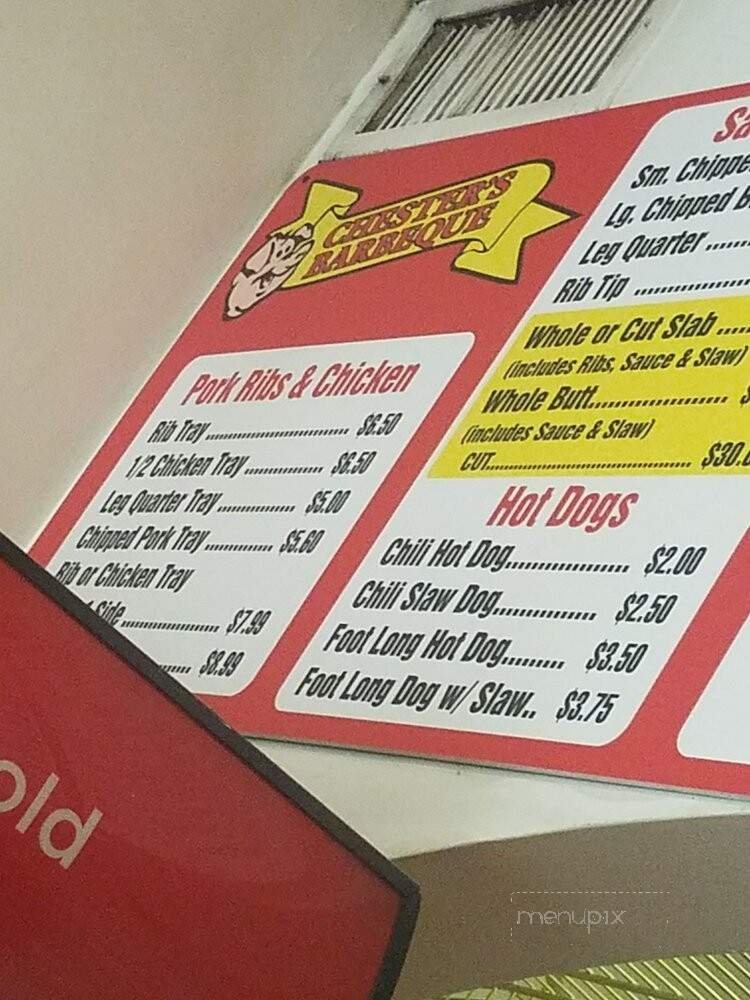 CHESTER'S
BARBEQUE
Pork Ribs & Chicken
Rib Tray ........ $6.50
1/2 Chicken Tray ........ $6.50
Leg Quarter Tray ........ $5.00
Chipped Pork Tray ........ $5.60
Rib or Chicken Tray
Side ........ $7.99
........ $8.99
Sm. Chippe
Lg. Chipped B
Leg Quarter ........
Rib Tip ........
Whole or Cut Slab ........
(includes Ribs, Sauce & Slaw)
Whole Butt ........ $
(includes Sauce & Slaw)
CUT ........ $30.
Hot Dogs
Chili Hot Dog ........ $2.00
Chili Slaw Dog ........ $2.50
Foot Long Hot Dog ........ $3.50
Foot Long Dog w/ Slaw.. $3.75
old
menupix